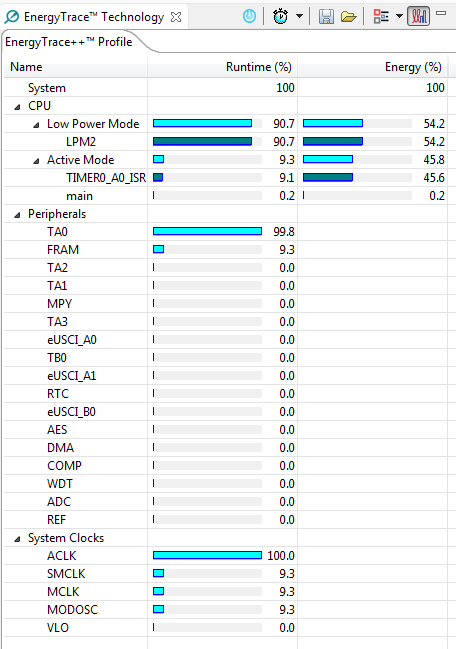 EnergyTrace™ Technology
EnergyTrace++™ Profile
Name Runtime (%) Energy (%)
System 100 100
CPU
Low Power Mode 90.7 54.2
LPM2 90.7 54.2
Active Mode 9.3 45.8
TIMER0_A0_ISR 9.1 45.6
main 0.2 0.2
Peripherals
TA0 99.8
FRAM 9.3
TA2 0.0
TA1 0.0
MPY 0.0
TA3 0.0
eUSCI_A0 0.0
TB0 0.0
eUSCI_A1 0.0
RTC 0.0
eUSCI_B0 0.0
AES 0.0
DMA 0.0
COMP 0.0
WDT 0.0
ADC 0.0
REF 0.0
System Clocks
ACLK 100.0
SMCLK 9.3
MCLK 9.3
MODOSC 9.3
VLO 0.0